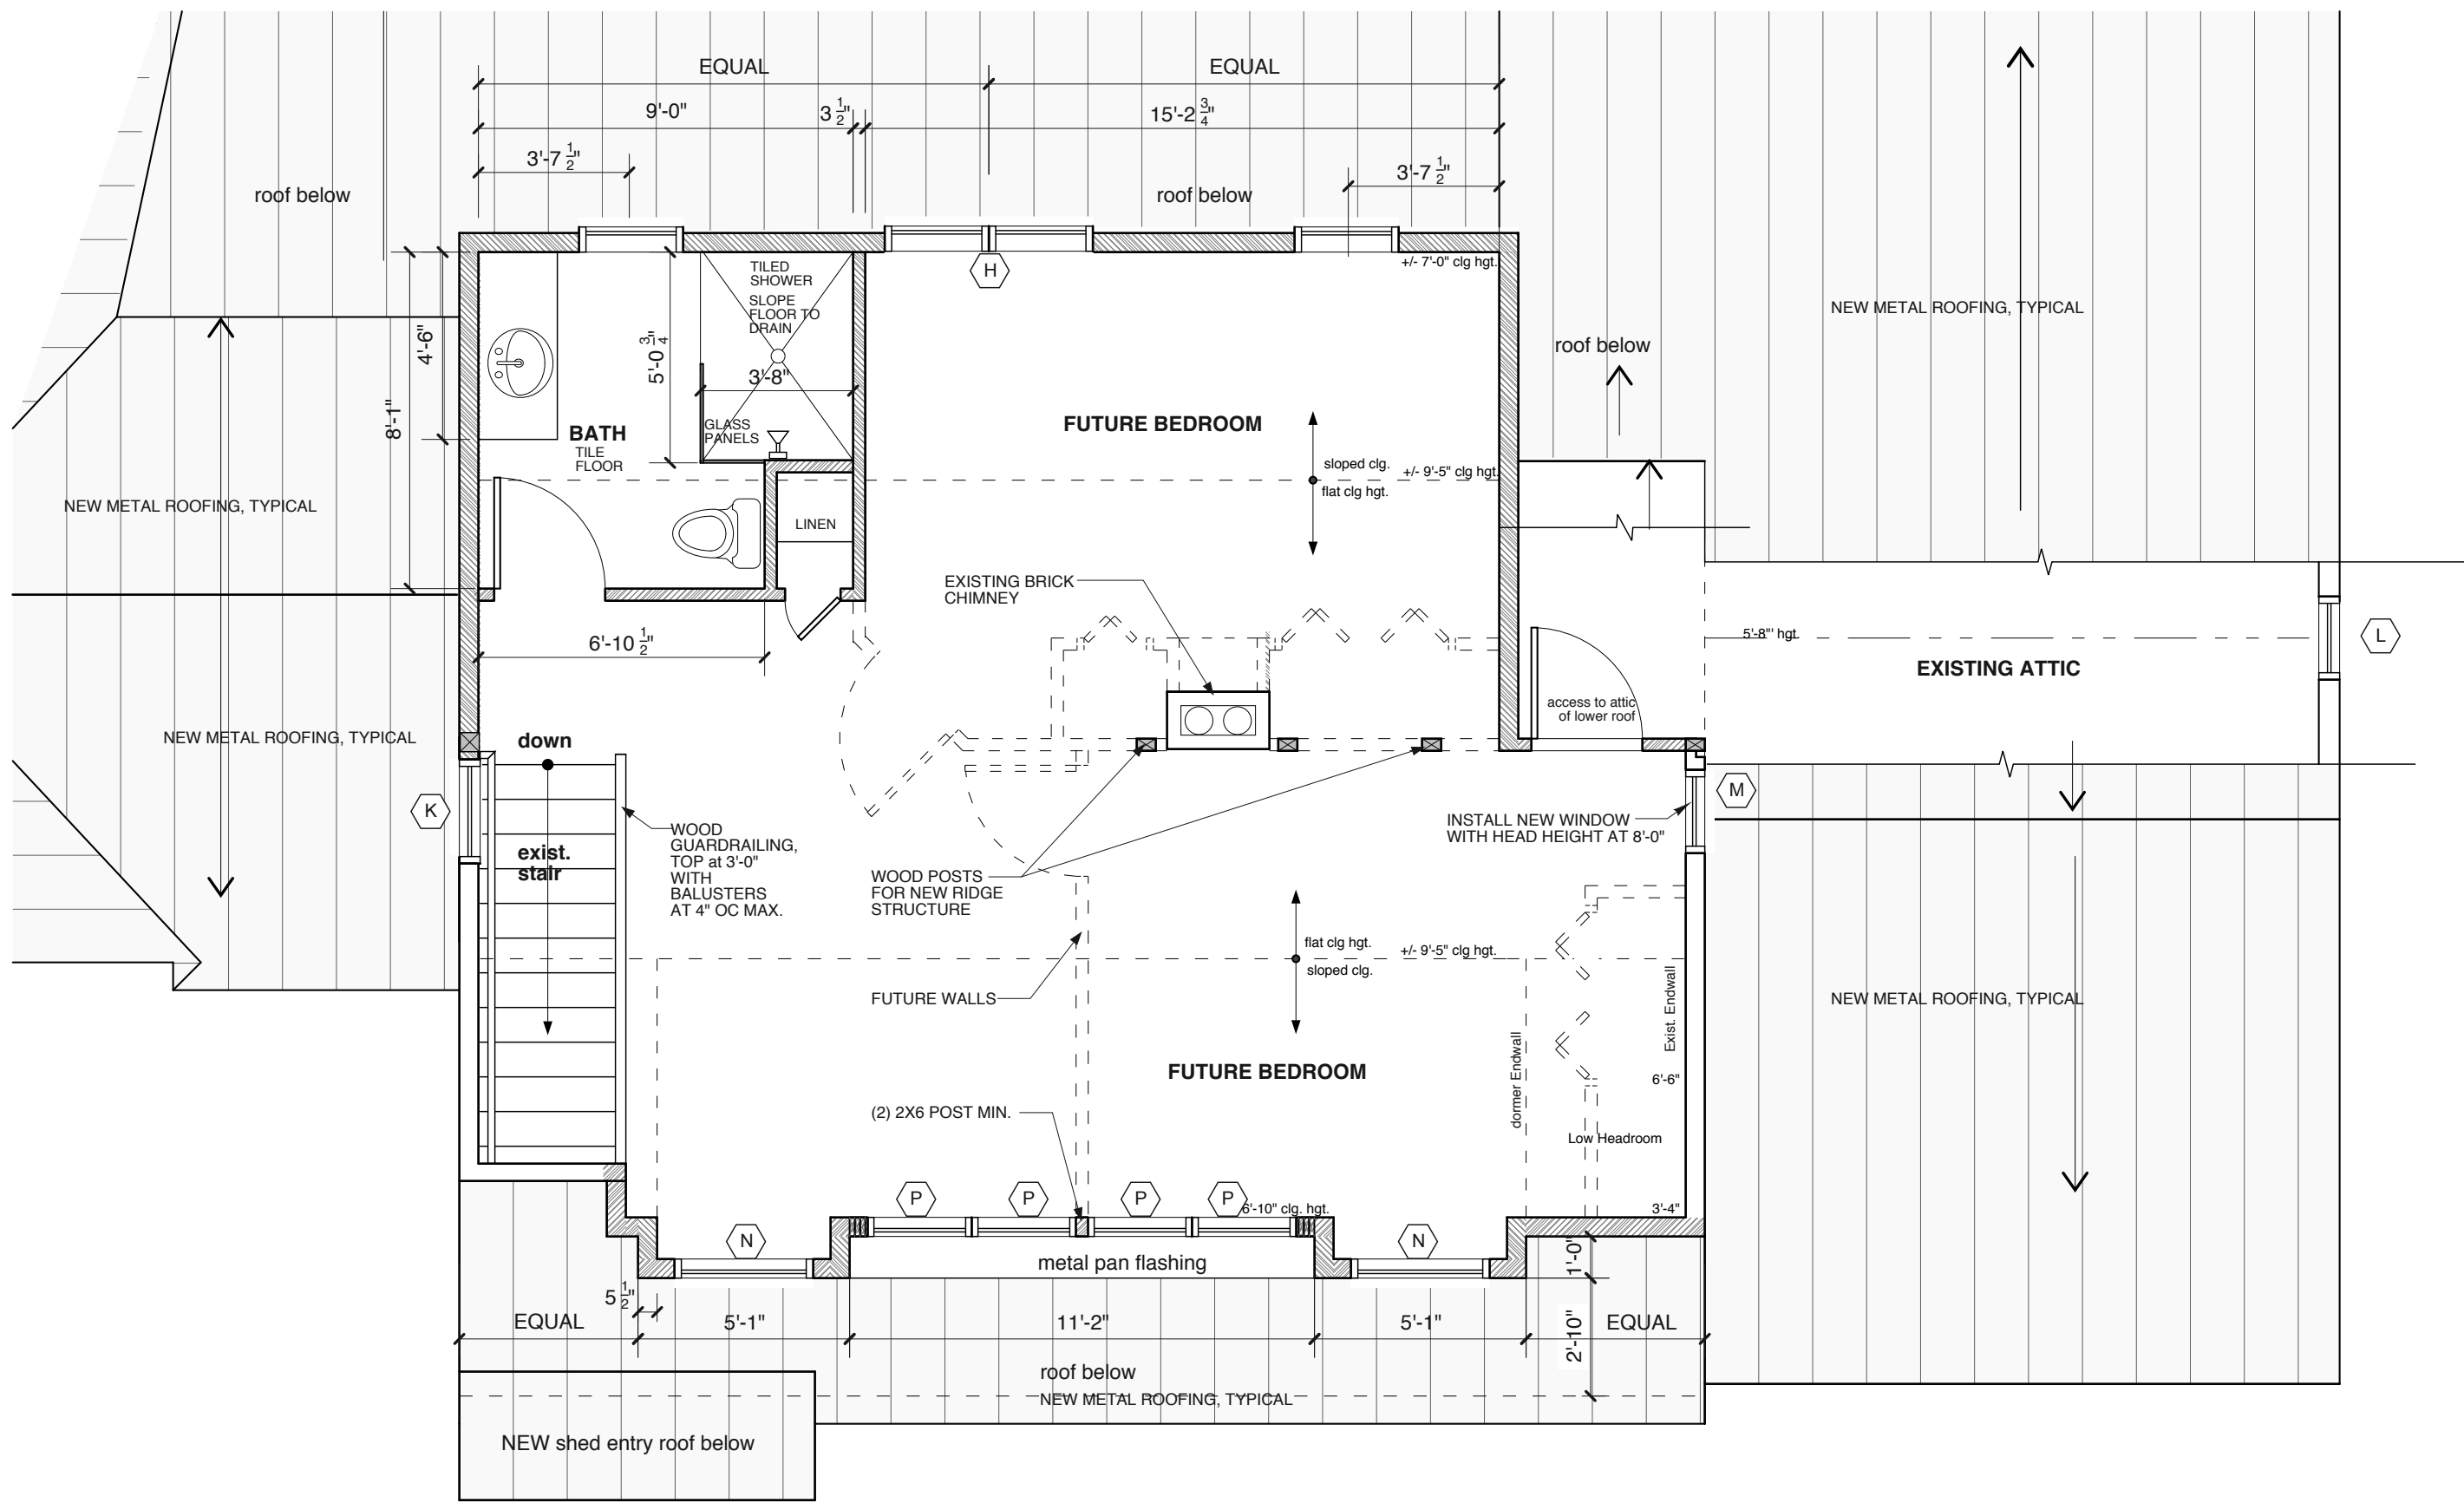 EQUAL
EQUAL
9'-0"
3 1/2"
15'-2 3/4"
3'-7 1/2"
3'-7 1/2"
roof below
roof below
TILED
SHOWER
SLOPE
FLOOR TO
DRAIN
H
+/- 7'-0" clg hgt.
NEW METAL ROOFING, TYPICAL
roof below
4'-6"
8'-1"
5'-0 3/4"
3'-8"
GLASS
PANELS
BATH
TILE
FLOOR
FUTURE BEDROOM
sloped clg.
+/- 9'-5" clg hgt.
flat clg hgt.
NEW METAL ROOFING, TYPICAL
LINEN
EXISTING BRICK
CHIMNEY
6'-10 1/2"
5'-8"' hgt.
L
EXISTING ATTIC
access to attic
of lower roof
NEW METAL ROOFING, TYPICAL
down
K
exist.
stair
WOOD
GUARDRAILING,
TOP at 3'-0"
WITH
BALUSTERS
AT 4" OC MAX.
M
INSTALL NEW WINDOW
WITH HEAD HEIGHT AT 8'-0"
WOOD POSTS
FOR NEW RIDGE
STRUCTURE
flat clg hgt.
+/- 9'-5" clg hgt.
sloped clg.
FUTURE WALLS
Exist. Endwall
NEW METAL ROOFING, TYPICAL
dormer Endwall
FUTURE BEDROOM
6'-6"
(2) 2X6 POST MIN.
Low Headroom
P
P
P
P
6'-10" clg. hgt.
3'-4"
N
N
metal pan flashing
1'-0"
5 1/2"
EQUAL
5'-1"
11'-2"
5'-1"
2'-10"
EQUAL
roof below
NEW METAL ROOFING, TYPICAL
NEW shed entry roof below